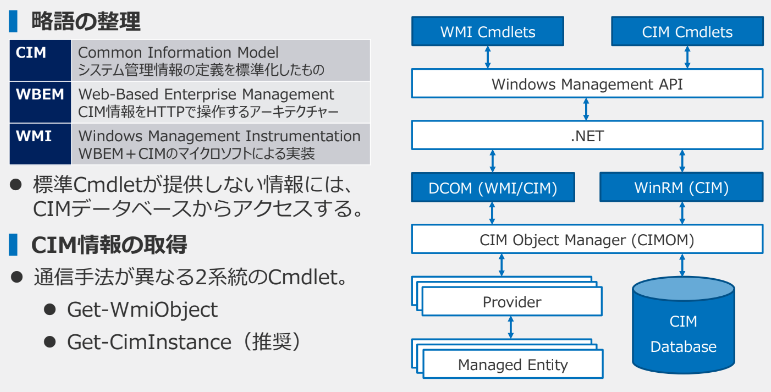 略語の整理
CIM
Common Information Model
システム管理情報の定義を標準化したもの
WBEM
Web-Based Enterprise Management
CIM情報をHTTPで操作するアーキテクチャー
WMI
Windows Management Instrumentation
WBEM＋CIMのマイクロソフトによる実装
● 標準Cmdletが提供しない情報には、
CIMデータベースからアクセスする。
CIM情報の取得
● 通信手法が異なる2系統のCmdlet。
● Get-WmiObject
● Get-CimInstance（推奨）
WMI Cmdlets
CIM Cmdlets
Windows Management API
.NET
DCOM (WMI/CIM)
WinRM (CIM)
CIM Object Manager (CIMOM)
Provider
CIM
Database
Managed Entity